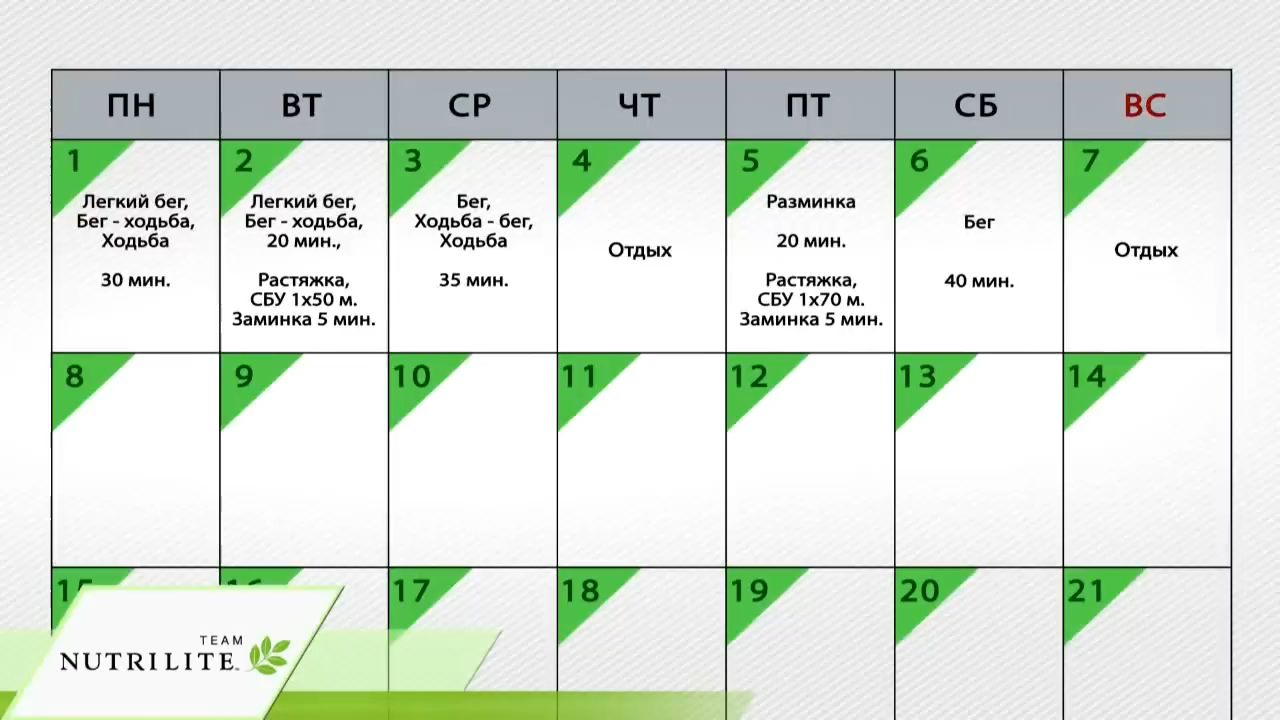 ПН ВТ СР ЧТ ПТ СБ ВС
1
Легкий бег,
Бег - ходьба,
Ходьба
30 мин.
2
Легкий бег,
Бег - ходьба,
20 мин.,
Растяжка,
СБУ 1х50 м.
Заминка 5 мин.
3
Бег,
Ходьба - бег,
Ходьба
35 мин.
4
Отдых
5
Разминка
20 мин.
Растяжка,
СБУ 1х70 м.
Заминка 5 мин.
6
Бег
40 мин.
7
Отдых
8 9 10 11 12 13 14
15 16 17 18 19 20 21
TEAM
NUTRILITE™